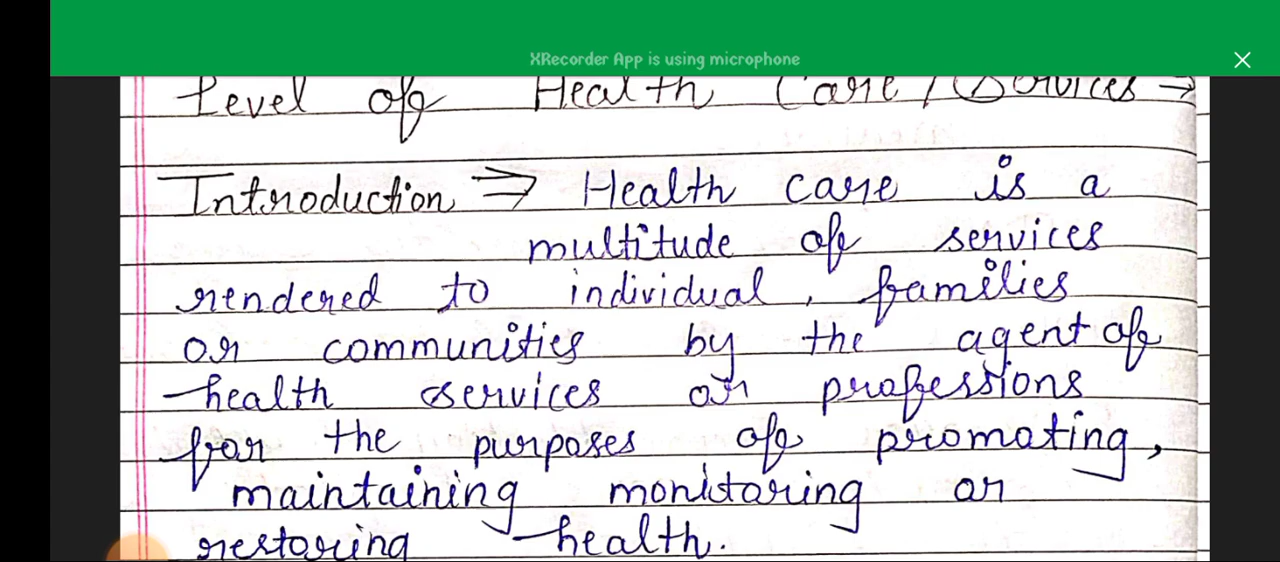 XRecorder App is using microphone
Level of Health Care / Services →
Introduction ⇒ Health care is a
multitude of services
rendered to individual, families
or communities by the agent of
health services or professions
for the purposes of promoting,
maintaining monitoring or
restoring health.